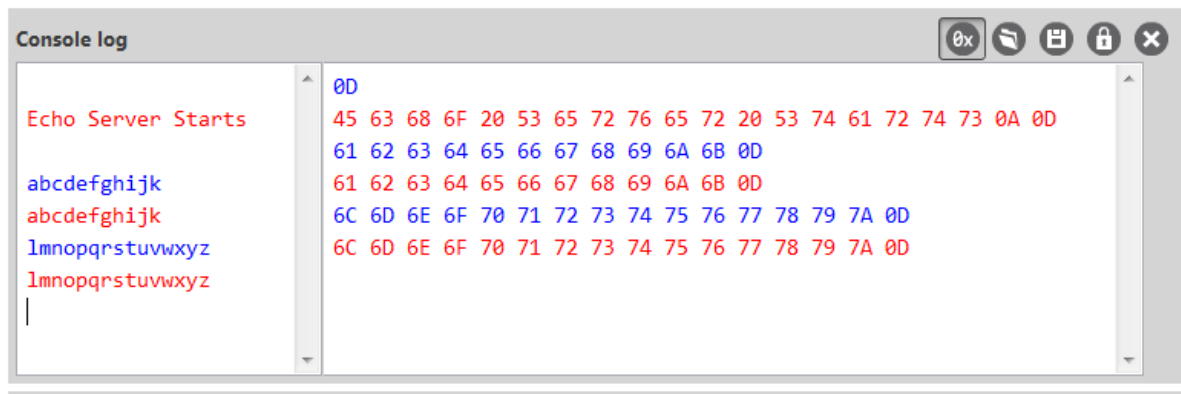 Console log
0x
Echo Server Starts
abcdefghijk
abcdefghijk
lmnopqrstuvwxyz
lmnopqrstuvwxyz
0D
45 63 68 6F 20 53 65 72 76 65 72 20 53 74 61 72 74 73 0A 0D
61 62 63 64 65 66 67 68 69 6A 6B 0D
61 62 63 64 65 66 67 68 69 6A 6B 0D
6C 6D 6E 6F 70 71 72 73 74 75 76 77 78 79 7A 0D
6C 6D 6E 6F 70 71 72 73 74 75 76 77 78 79 7A 0D